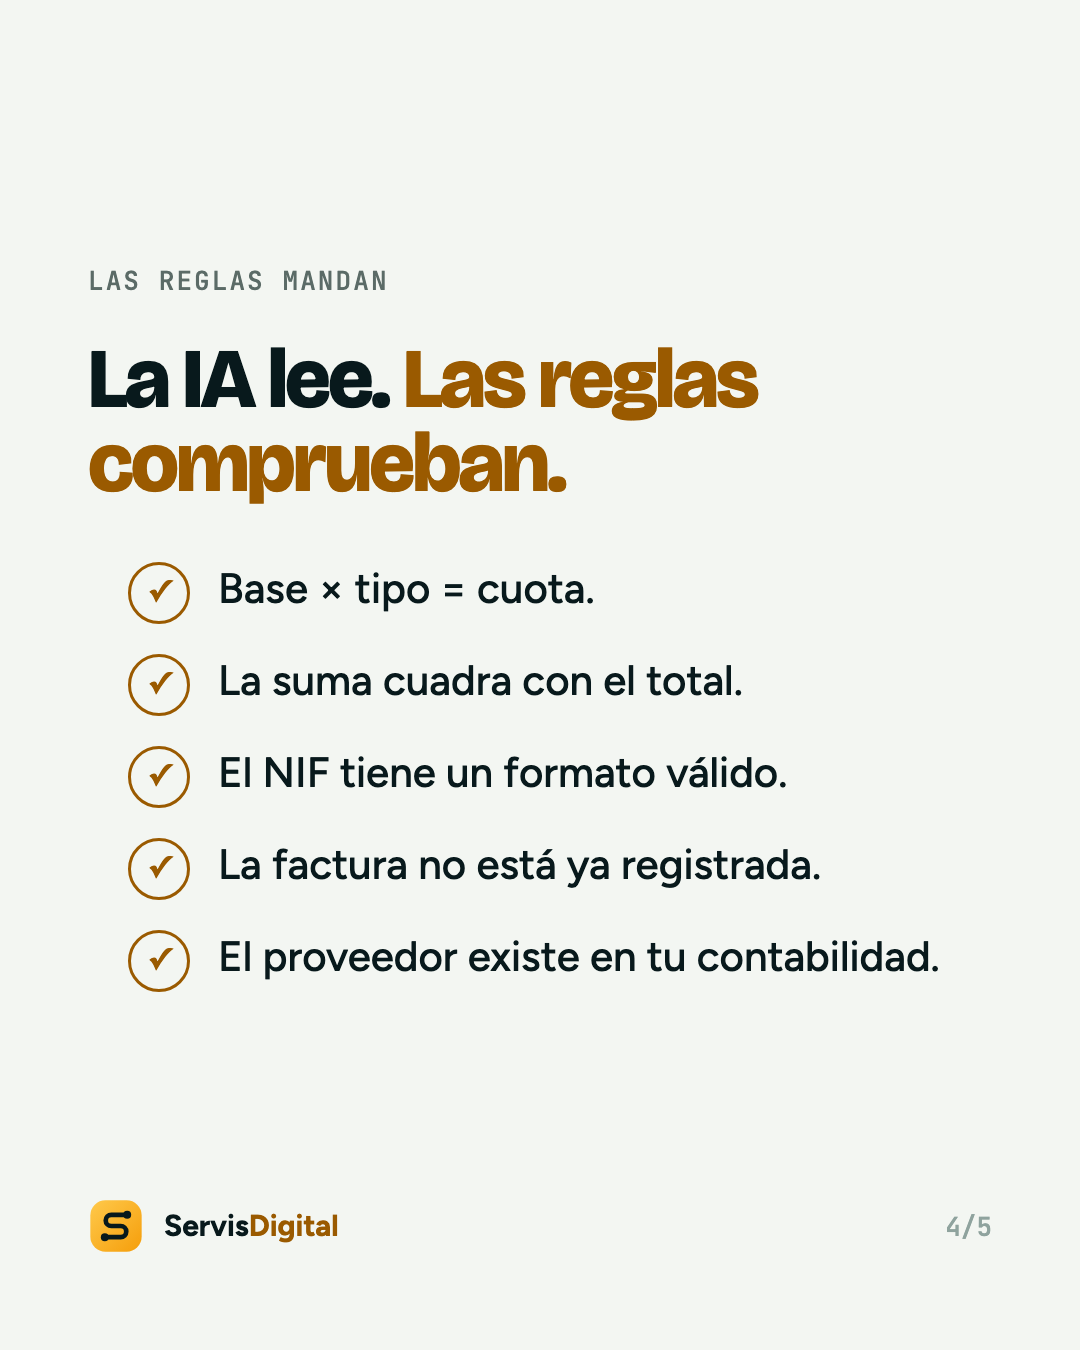 LAS REGLAS MANDAN
La IA lee. Las reglas
comprueban.
✓ Base × tipo = cuota.
✓ La suma cuadra con el total.
✓ El NIF tiene un formato válido.
✓ La factura no está ya registrada.
✓ El proveedor existe en tu contabilidad.
S ServisDigital
4/5